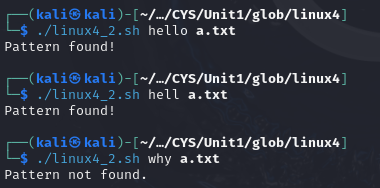 ┌──(kali㉿kali)-[~/…/CYS/Unit1/glob/linux4]
└─$ ./linux4_2.sh hello a.txt
Pattern found!
┌──(kali㉿kali)-[~/…/CYS/Unit1/glob/linux4]
└─$ ./linux4_2.sh hell a.txt
Pattern found!
┌──(kali㉿kali)-[~/…/CYS/Unit1/glob/linux4]
└─$ ./linux4_2.sh why a.txt
Pattern not found.